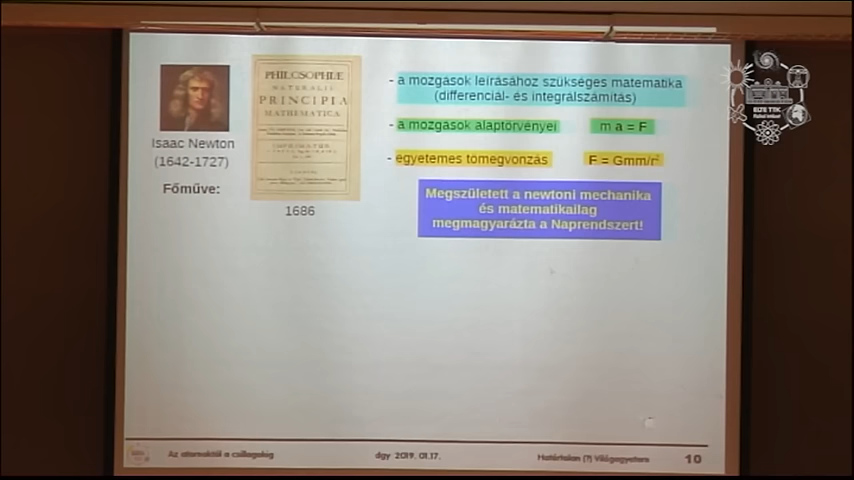 PHILOSOPHIÆ
NATURALIS
PRINCIPIA
MATHEMATICA
Isaac Newton
(1642-1727)
Főműve:
1686
- a mozgások leírásához szükséges matematika
(differenciál- és integrálszámítás)
- a mozgások alaptörvényei m a = F
- egyetemes tömegvonzás F = Gmm/r²
Megszületett a newtoni mechanika
és matematikailag
megmagyarázta a Naprendszert!
ELTE TTK
Fizikai Intézet
Az atomoktól a csillagokig dgy 2019. 01.17. Határtalan (?) Világegyetem 10